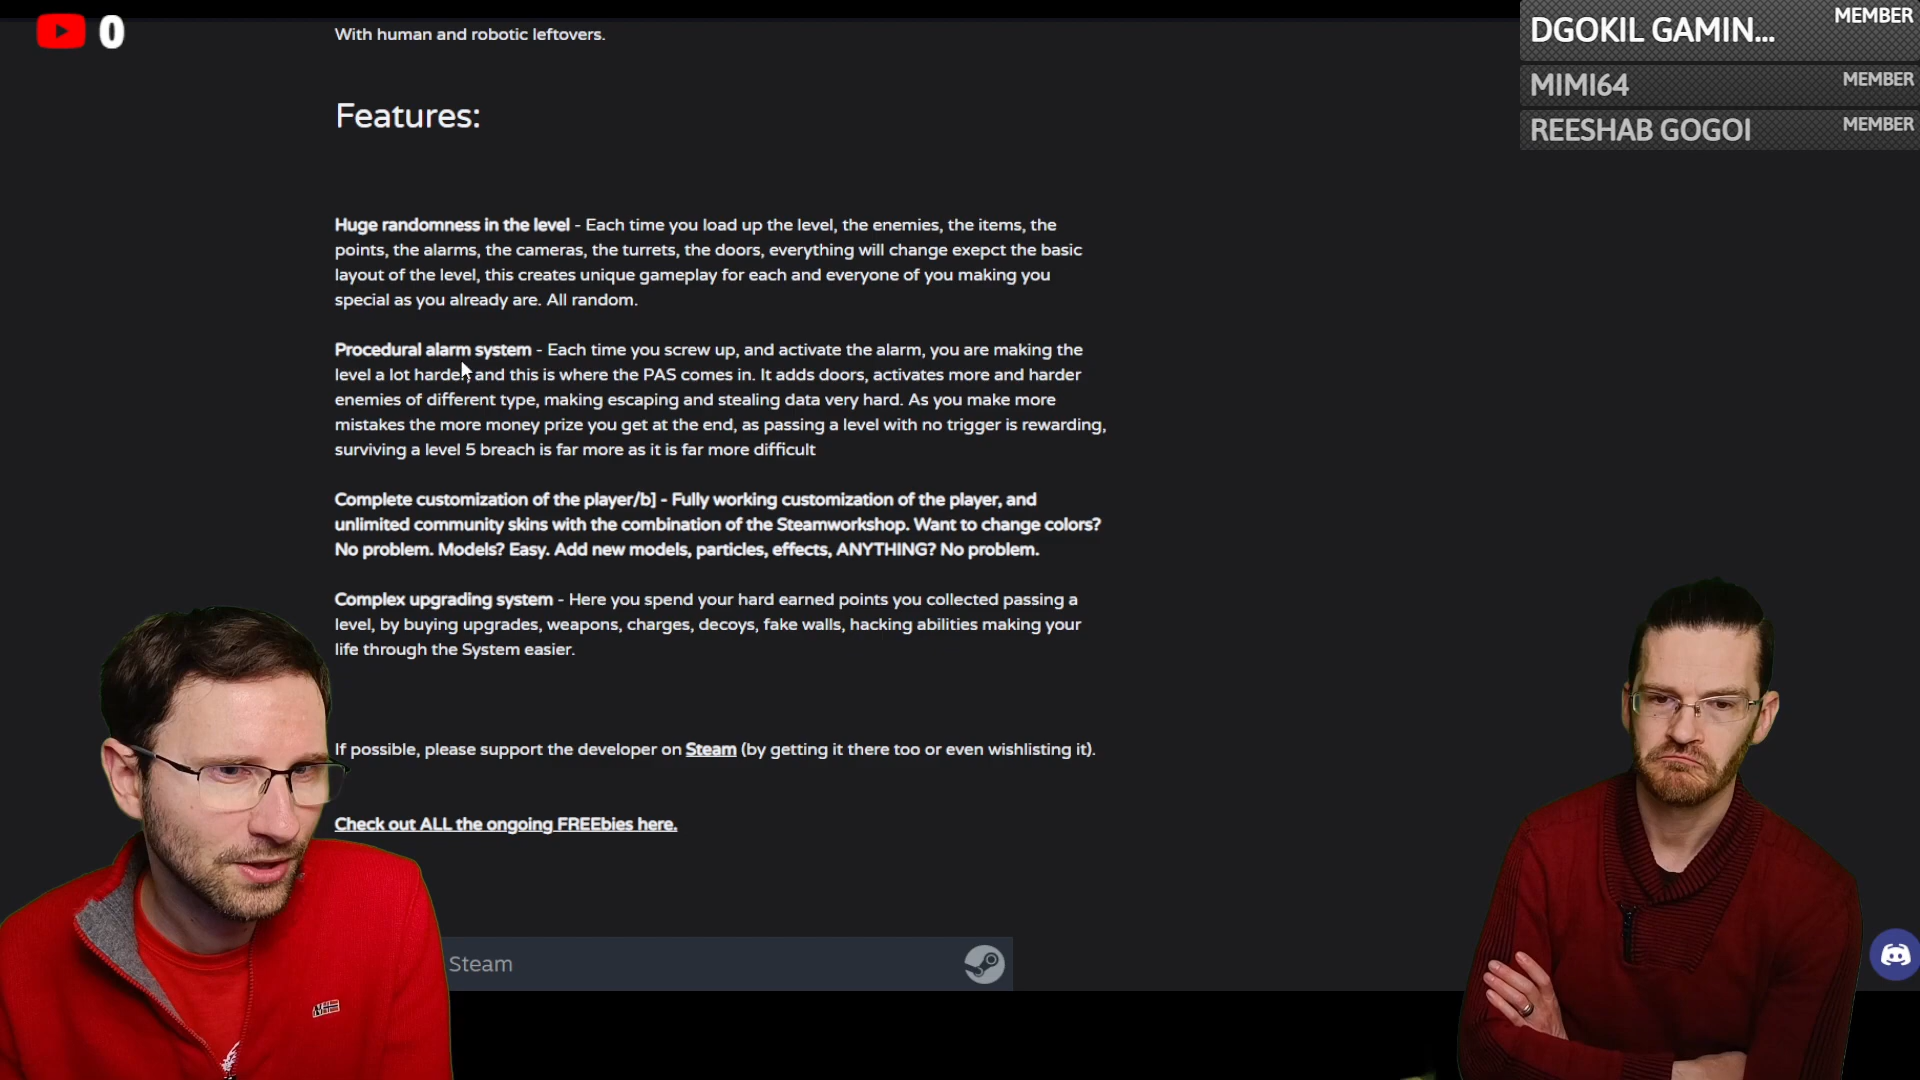 0
With human and robotic leftovers.
DGOKIL GAMIN... MEMBER
MIMI64 MEMBER
REESHAB GOGOI MEMBER
Features:
Huge randomness in the level - Each time you load up the level, the enemies, the items, the
points, the alarms, the cameras, the turrets, the doors, everything will change exepct the basic
layout of the level, this creates unique gameplay for each and everyone of you making you
special as you already are. All random.
Procedural alarm system - Each time you screw up, and activate the alarm, you are making the
level a lot harder, and this is where the PAS comes in. It adds doors, activates more and harder
enemies of different type, making escaping and stealing data very hard. As you make more
mistakes the more money prize you get at the end, as passing a level with no trigger is rewarding,
surviving a level 5 breach is far more as it is far more difficult
Complete customization of the player/b] - Fully working customization of the player, and
unlimited community skins with the combination of the Steamworkshop. Want to change colors?
No problem. Models? Easy. Add new models, particles, effects, ANYTHING? No problem.
Complex upgrading system - Here you spend your hard earned points you collected passing a
level, by buying upgrades, weapons, charges, decoys, fake walls, hacking abilities making your
life through the System easier.
If possible, please support the developer on Steam (by getting it there too or even wishlisting it).
Check out ALL the ongoing FREEbies here.
Steam